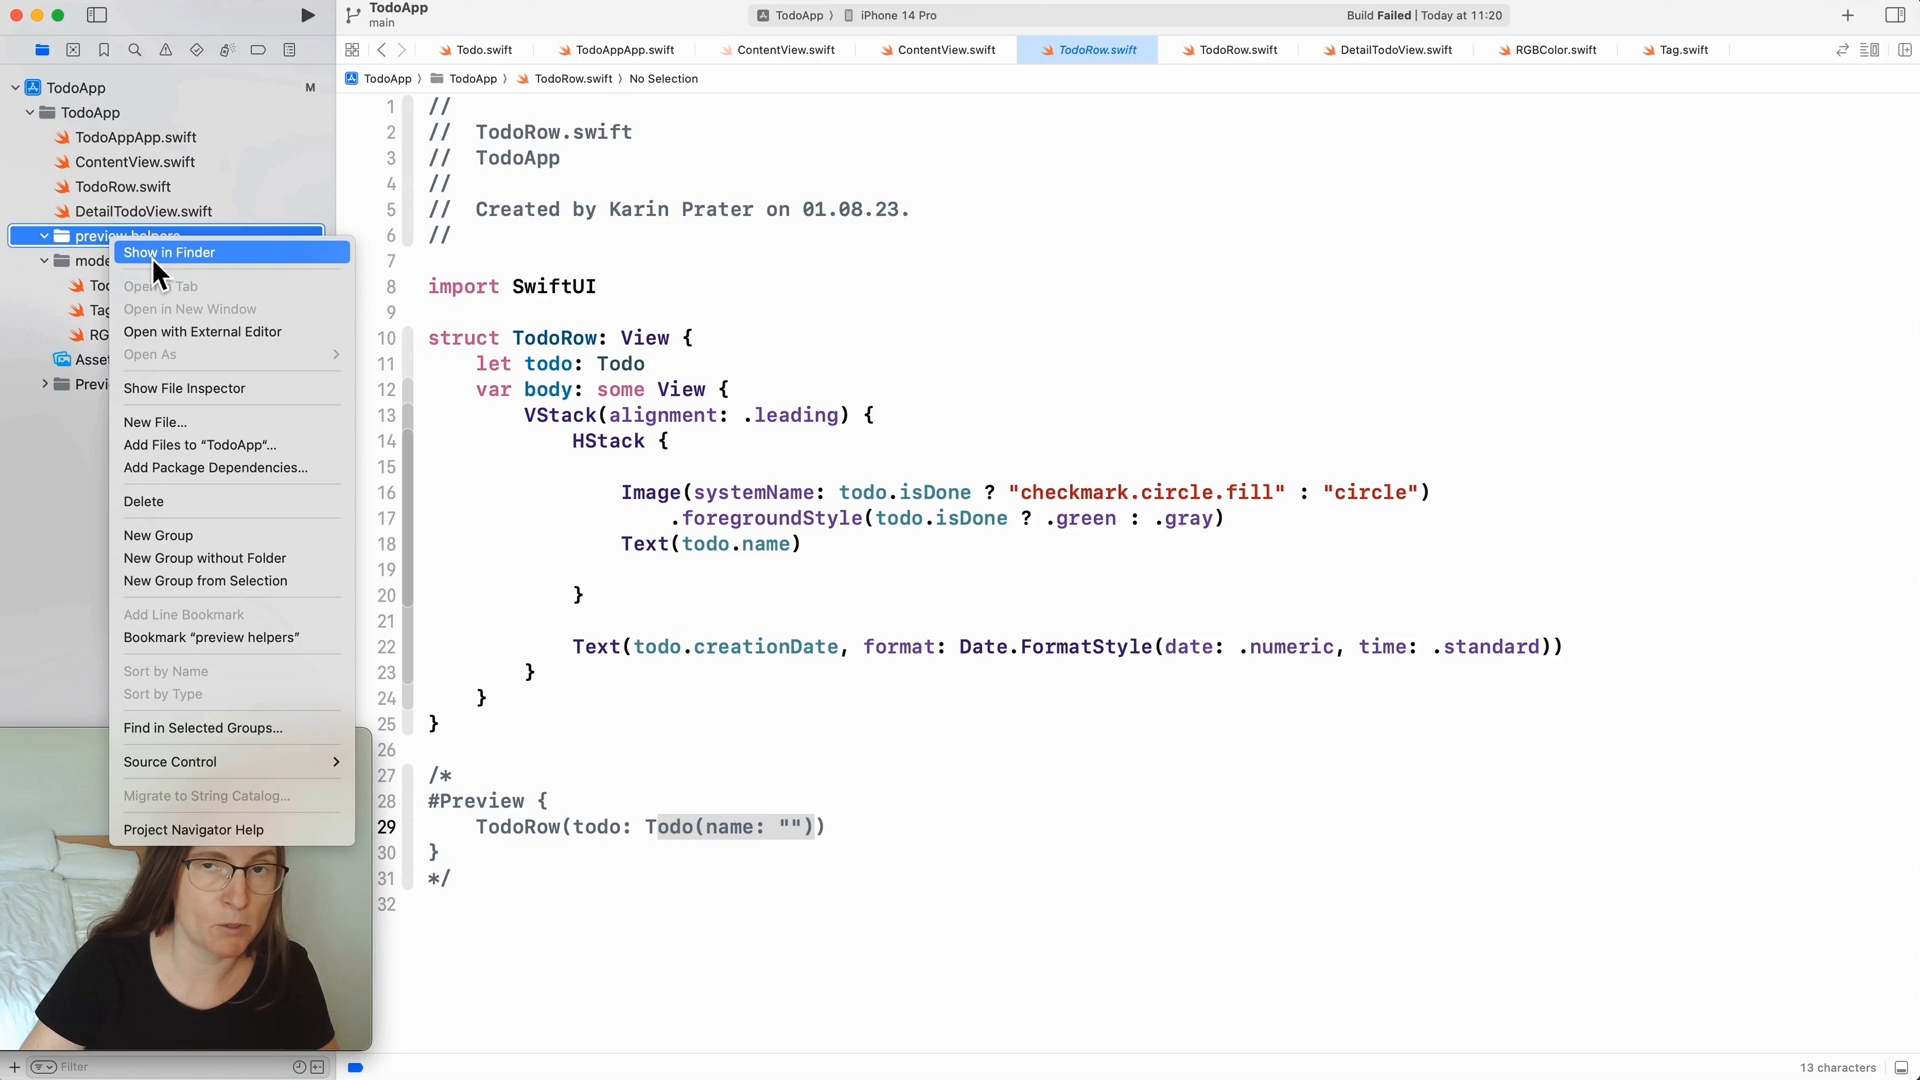 TodoApp
main
TodoApp
iPhone 14 Pro
Build Failed | Today at 11:20
Todo.swift
TodoAppApp.swift
ContentView.swift
ContentView.swift
TodoRow.swift
TodoRow.swift
DetailTodoView.swift
RGBColor.swift
Tag.swift
TodoApp
TodoApp
TodoRow.swift
No Selection
TodoApp
M
TodoApp
TodoAppApp.swift
ContentView.swift
TodoRow.swift
DetailTodoView.swift
preview helpers
Show in Finder
Open in Tab
Open in New Window
Open with External Editor
Open As
Show File Inspector
New File...
Add Files to “TodoApp“...
Add Package Dependencies...
Delete
New Group
New Group without Folder
New Group from Selection
Add Line Bookmark
Bookmark “preview helpers”
Sort by Name
Sort by Type
Find in Selected Groups...
Source Control
Migrate to String Catalog...
Project Navigator Help
1 //
2 //  TodoRow.swift
3 //  TodoApp
4 //
5 //  Created by Karin Prater on 01.08.23.
6 //
7
8 import SwiftUI
9
10 struct TodoRow: View {
11     let todo: Todo
12     var body: some View {
13         VStack(alignment: .leading) {
14             HStack {
15
16                 Image(systemName: todo.isDone ? "checkmark.circle.fill" : "circle")
17                     .foregroundStyle(todo.isDone ? .green : .gray)
18                 Text(todo.name)
19
20             }
21
22             Text(todo.creationDate, format: Date.FormatStyle(date: .numeric, time: .standard))
23         }
24     }
25 }
26
27 /*
28 #Preview {
29     TodoRow(todo: Todo(name: ""))
30 }
31 */
32
Filter
13 characters